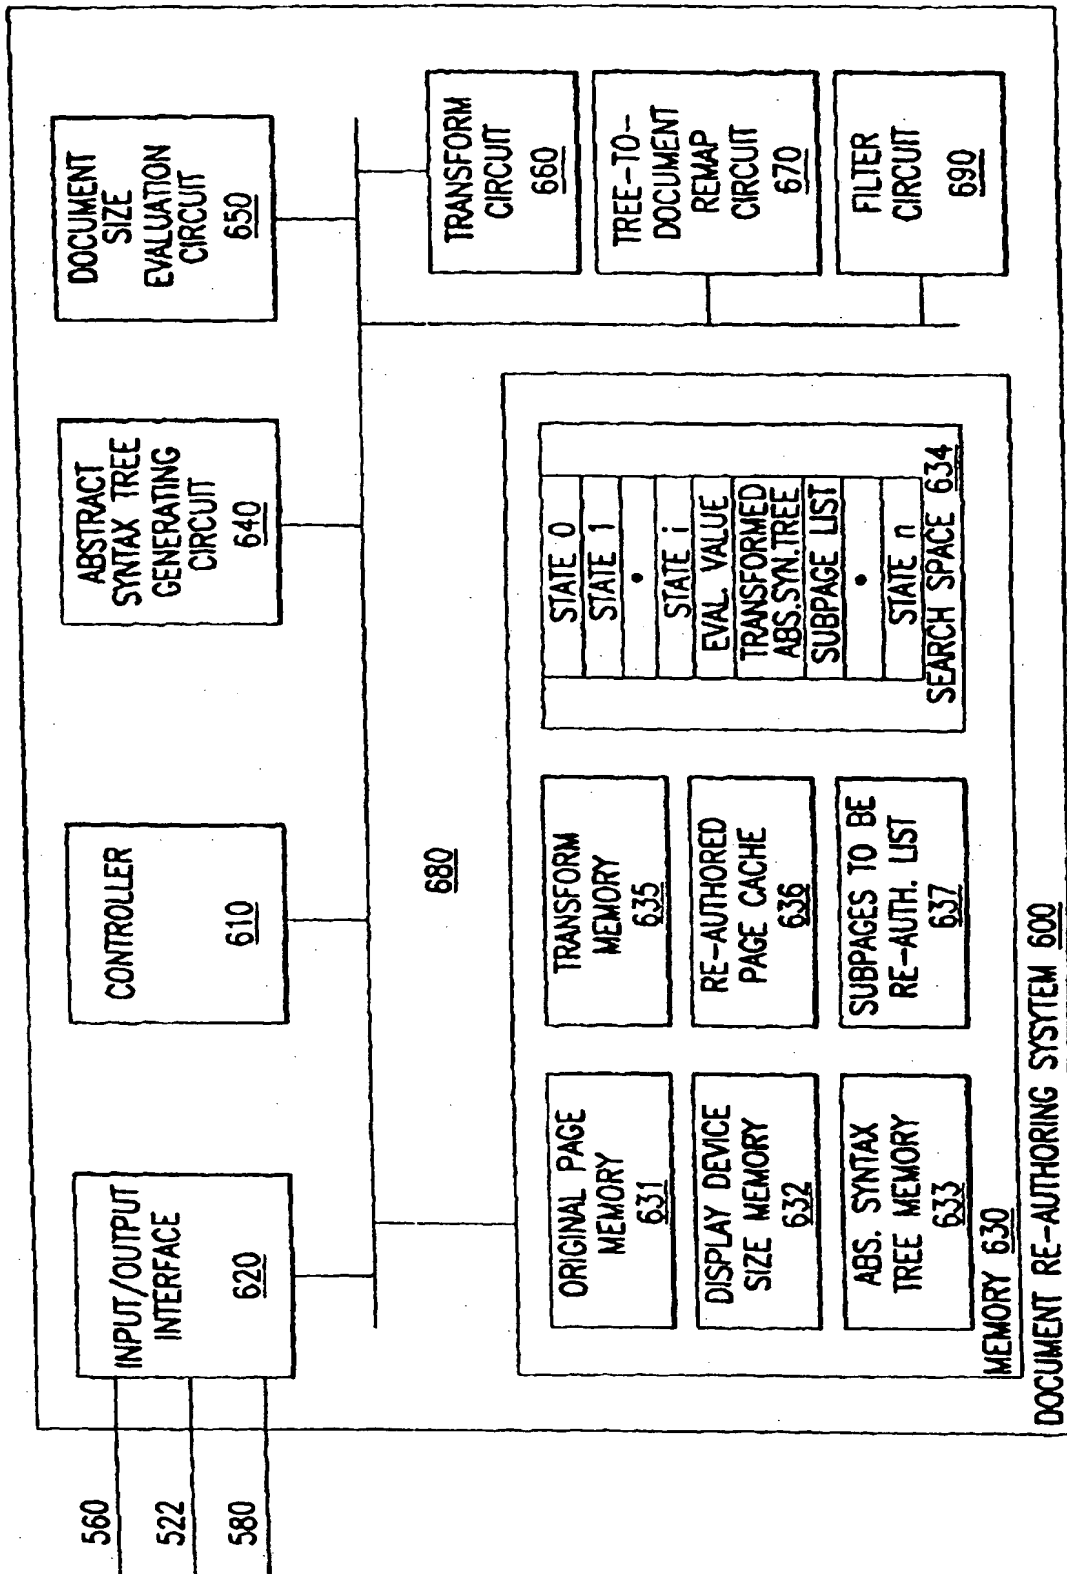 560
522
580
INPUT/OUTPUT
INTERFACE
620
CONTROLLER
610
ABSTRACT
SYNTAX TREE
GENERATING
CIRCUIT
640
DOCUMENT
SIZE
EVALUATION
CIRCUIT
650
680
TRANSFORM
CIRCUIT
660
TREE-TO-
DOCUMENT
REMAP
CIRCUIT
670
FILTER
CIRCUIT
690
ORIGINAL PAGE
MEMORY
631
DISPLAY DEVICE
SIZE MEMORY
632
ABS. SYNTAX
TREE MEMORY
633
TRANSFORM
MEMORY
635
RE-AUTHORED
PAGE CACHE
636
SUBPAGES TO BE
RE-AUTH. LIST
637
STATE 0
STATE 1
•
STATE i
EVAL. VALUE
TRANSFORMED
ABS.SYN.TREE
SUBPAGE LIST
•
STATE n
SEARCH SPACE 634
MEMORY 630
DOCUMENT RE-AUTHORING SYSYTEM 600